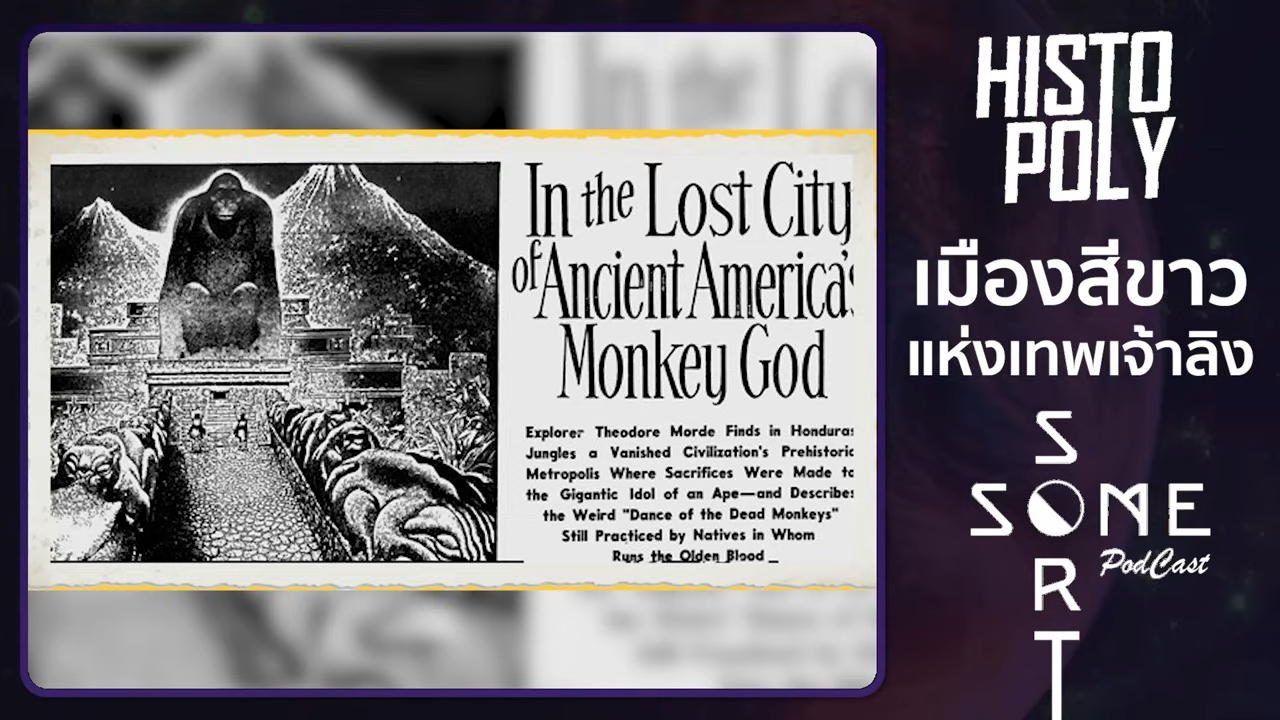 In the Lost City
of Ancient America's
Monkey God
Explorer Theodore Morde Finds in Honduras
Jungles a Vanished Civilization's Prehistoric
Metropolis Where Sacrifices Were Made to
the Gigantic Idol of an Ape—and Describes
the Weird "Dance of the Dead Monkeys"
Still Practiced by Natives in Whom
Runs the Olden Blood
HISTO
POLY
เมืองสีขาว
แห่งเทพเจ้าลิง
SOME
SORT
PodCast